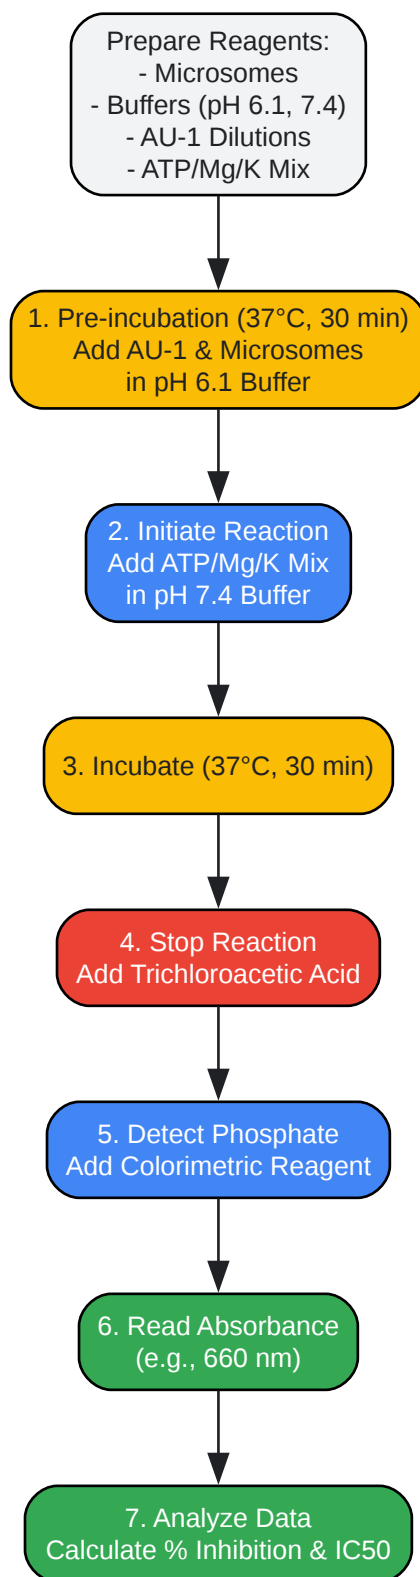 Prepare Reagents:
- Microsomes
- Buffers (pH 6.1, 7.4)
- AU-1 Dilutions
- ATP/Mg/K Mix
1. Pre-incubation (37°C, 30 min)
Add AU-1 & Microsomes
in pH 6.1 Buffer
2. Initiate Reaction
Add ATP/Mg/K Mix
in pH 7.4 Buffer
3. Incubate (37°C, 30 min)
4. Stop Reaction
Add Trichloroacetic Acid
5. Detect Phosphate
Add Colorimetric Reagent
6. Read Absorbance
(e.g., 660 nm)
7. Analyze Data
Calculate % Inhibition & IC50